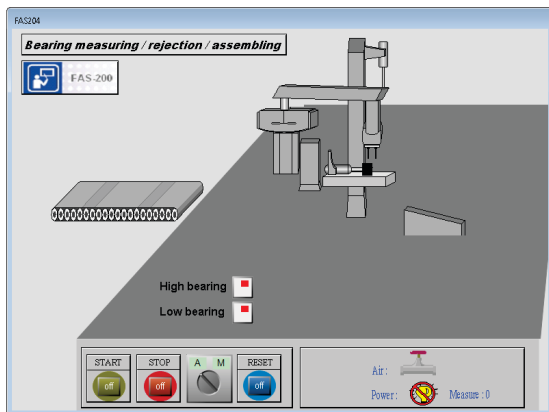 FAS204
Bearing measuring / rejection / assembling
FAS-200
High bearing
Low bearing
START
STOP
A M
RESET
off
off
off
Air :
Power :
Measure : 0